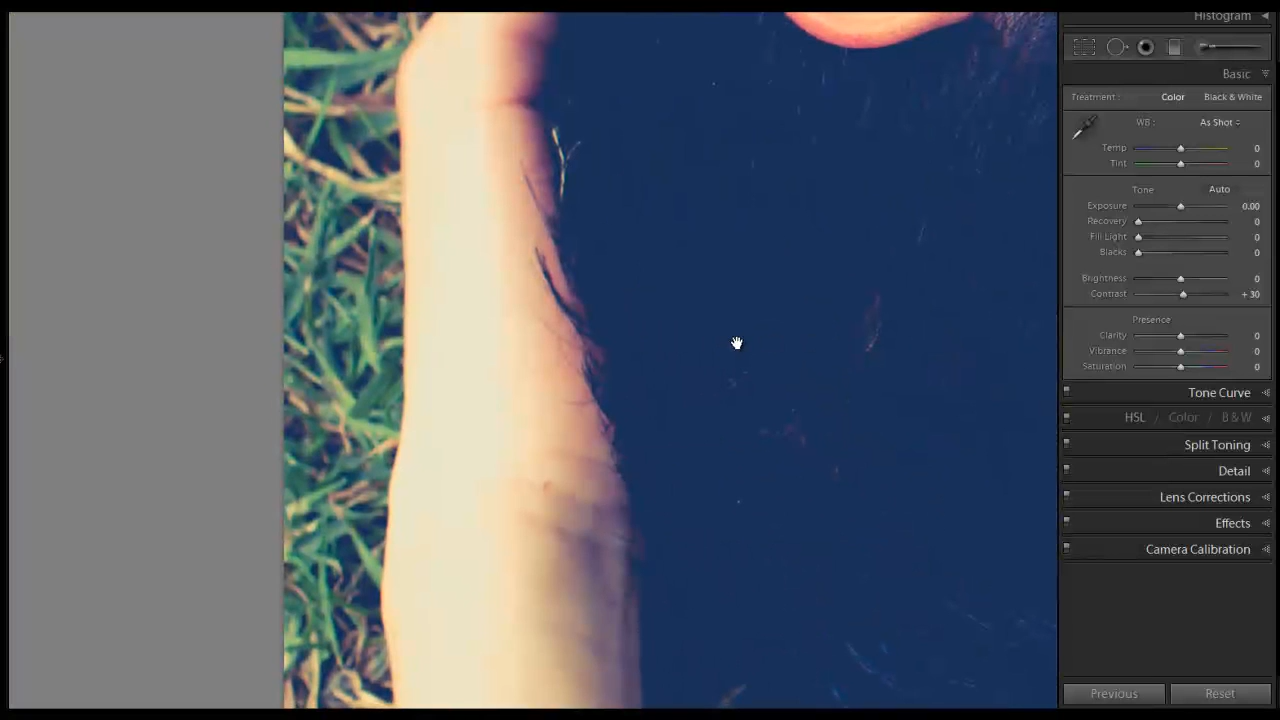 Histogram
Basic
Treatment : Color Black & White
WB : As Shot
Temp 0
Tint 0
Tone Auto
Exposure 0.00
Recovery 0
Fill Light 0
Blacks 0
Brightness 0
Contrast + 30
Presence
Clarity 0
Vibrance 0
Saturation 0
Tone Curve
HSL / Color / B & W
Split Toning
Detail
Lens Corrections
Effects
Camera Calibration
Previous Reset